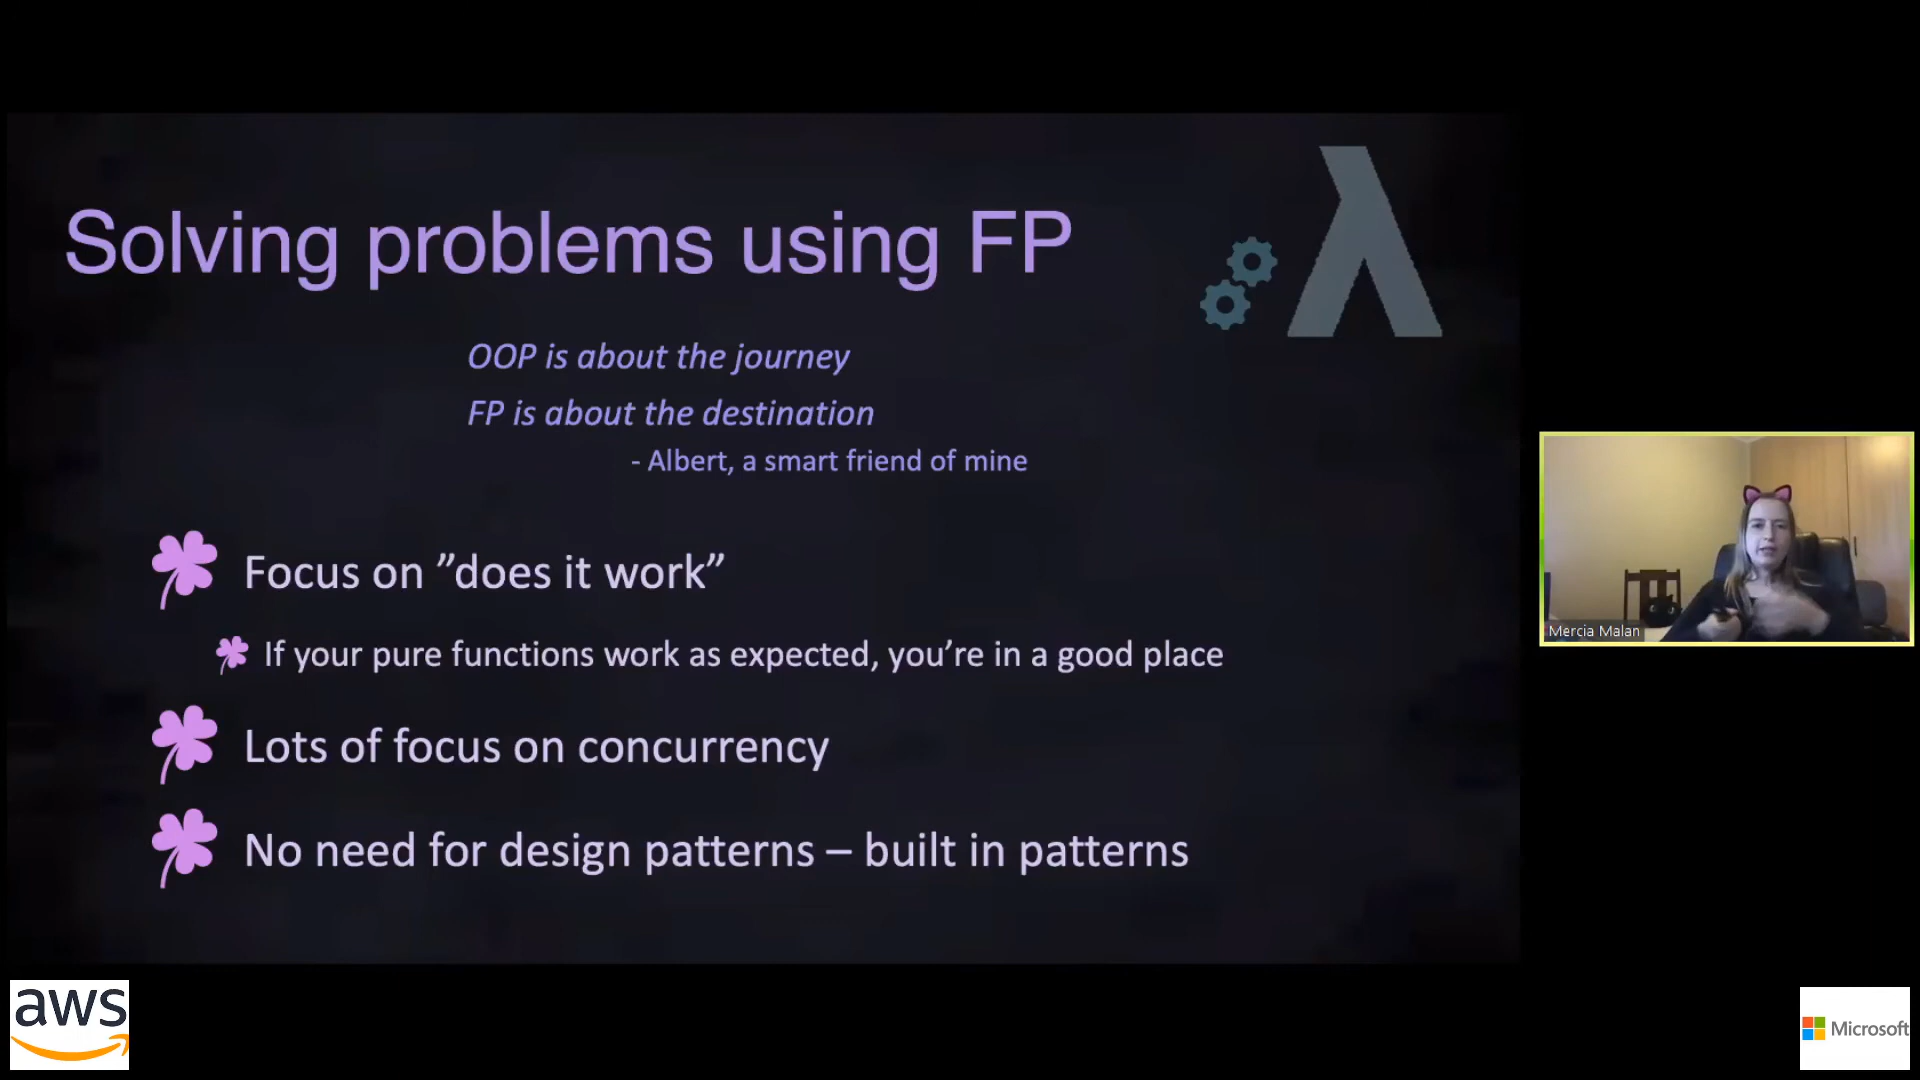 Solving problems using FP
λ
OOP is about the journey
FP is about the destination
- Albert, a smart friend of mine
Focus on ”does it work”
If your pure functions work as expected, you’re in a good place
Lots of focus on concurrency
No need for design patterns – built in patterns
Mercia Malan
aws
Microsoft